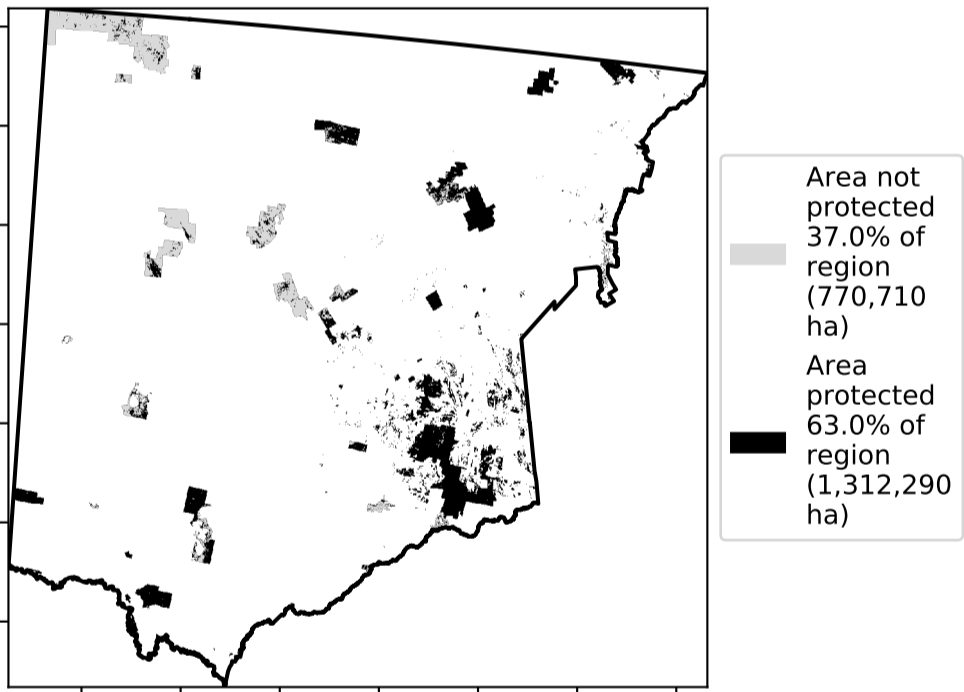 Area not
protected
37.0% of
region
(770,710
ha)
Area
protected
63.0% of
region
(1,312,290
ha)